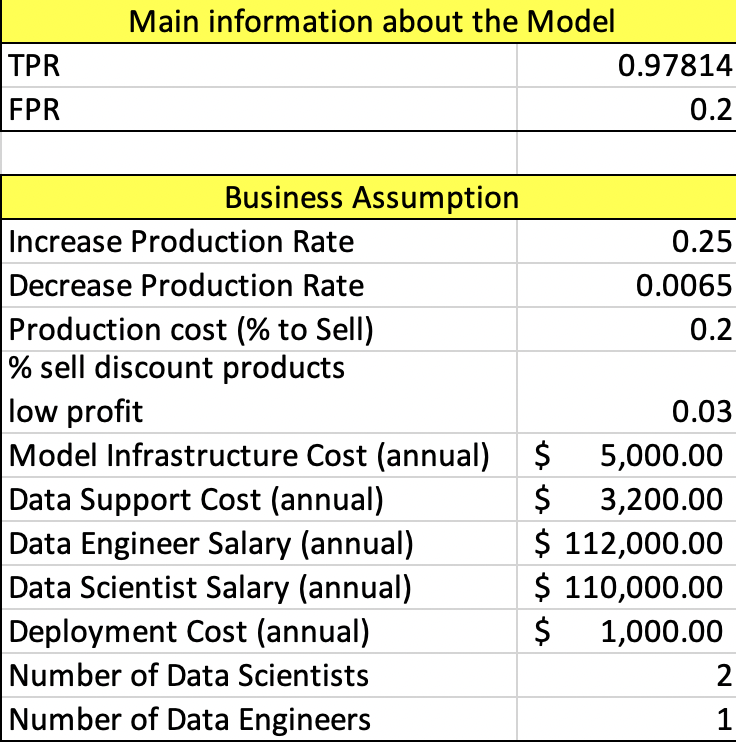 Main information about the Model
TPR 0.97814
FPR 0.2
Business Assumption
Increase Production Rate 0.25
Decrease Production Rate 0.0065
Production cost (% to Sell) 0.2
% sell discount products
low profit 0.03
Model Infrastructure Cost (annual) $ 5,000.00
Data Support Cost (annual) $ 3,200.00
Data Engineer Salary (annual) $ 112,000.00
Data Scientist Salary (annual) $ 110,000.00
Deployment Cost (annual) $ 1,000.00
Number of Data Scientists 2
Number of Data Engineers 1